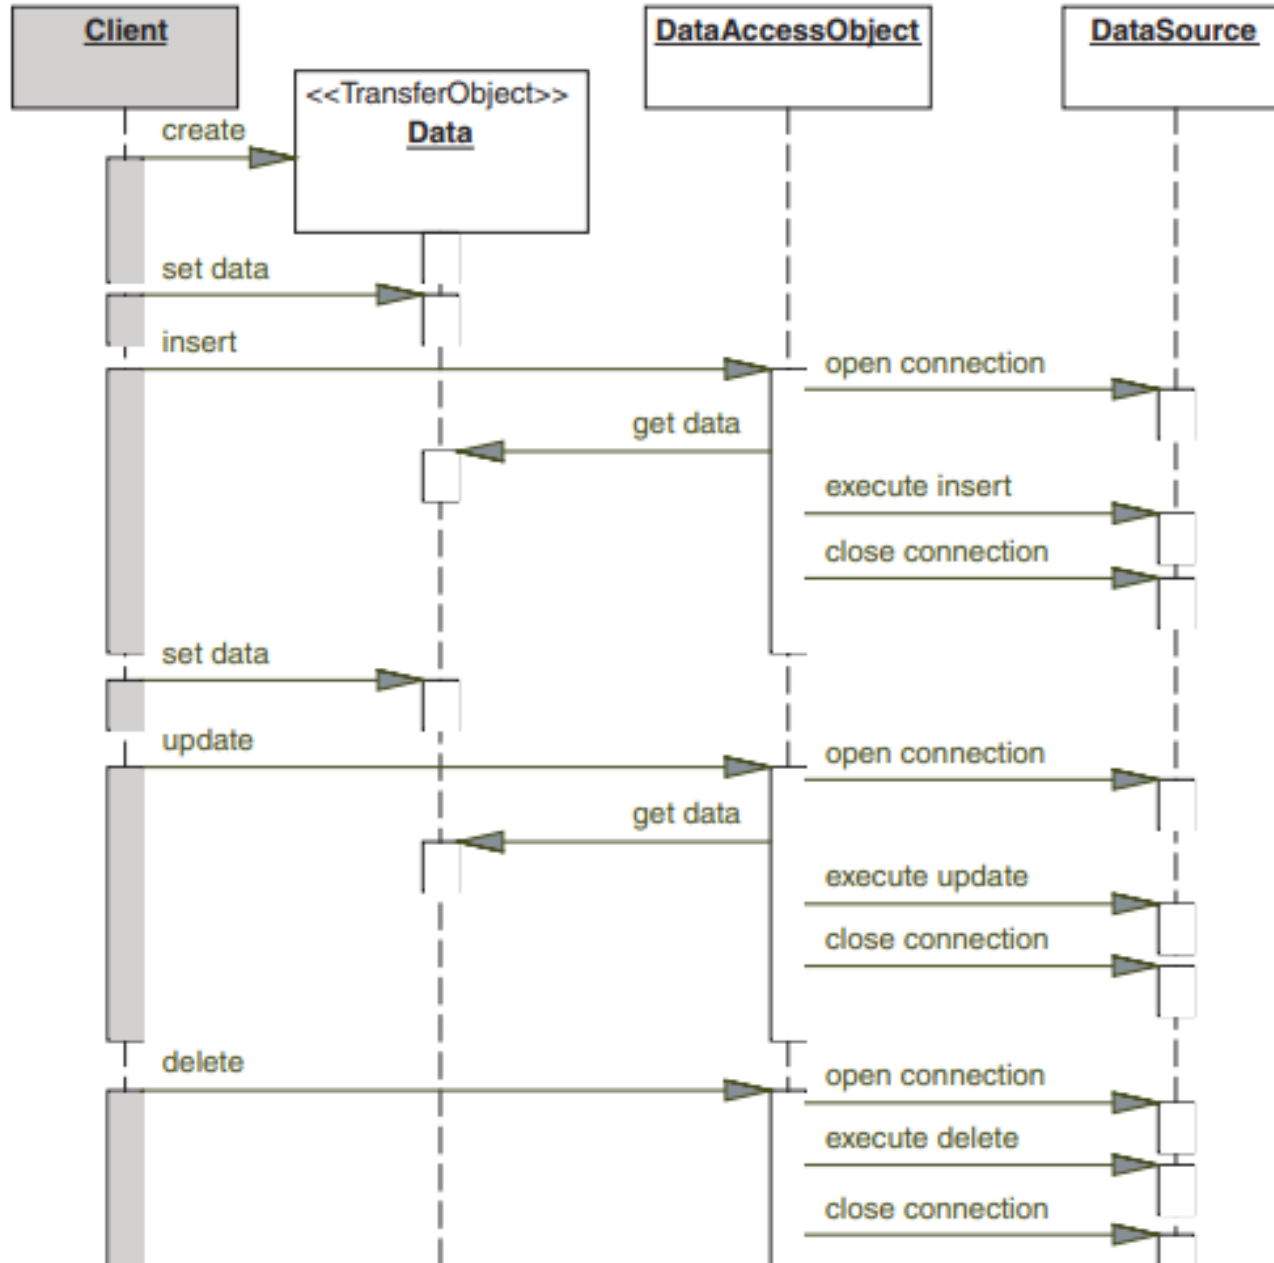 Client
DataAccessObject
DataSource
<<TransferObject>>
Data
create
set data
insert
open connection
get data
execute insert
close connection
set data
update
open connection
get data
execute update
close connection
delete
open connection
execute delete
close connection